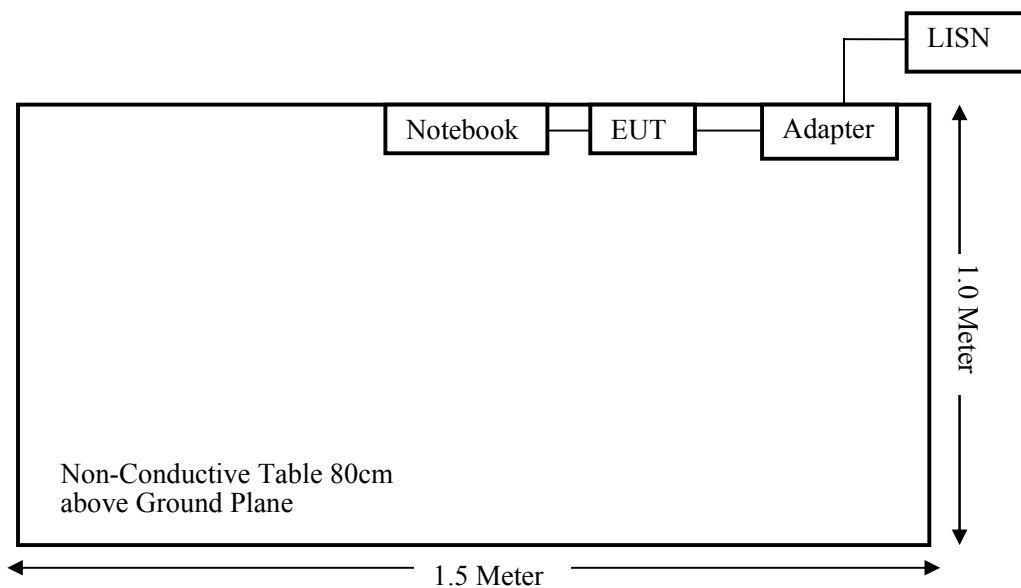 LISN
Notebook
EUT
Adapter
1.0 Meter
Non-Conductive Table 80cm
above Ground Plane
1.5 Meter